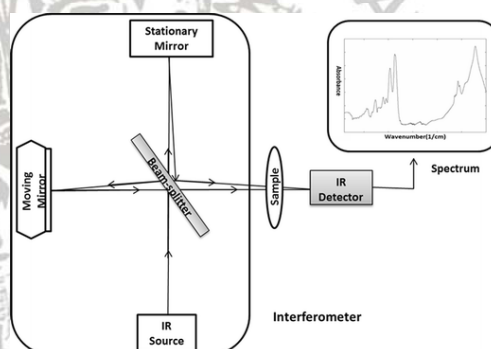 Stationary
Mirror
Absorbance
Wavenumber(1/cm)
Spectrum
Moving
Mirror
Beam-splitter
Sample
IR
Detector
Interferometer
IR
Source